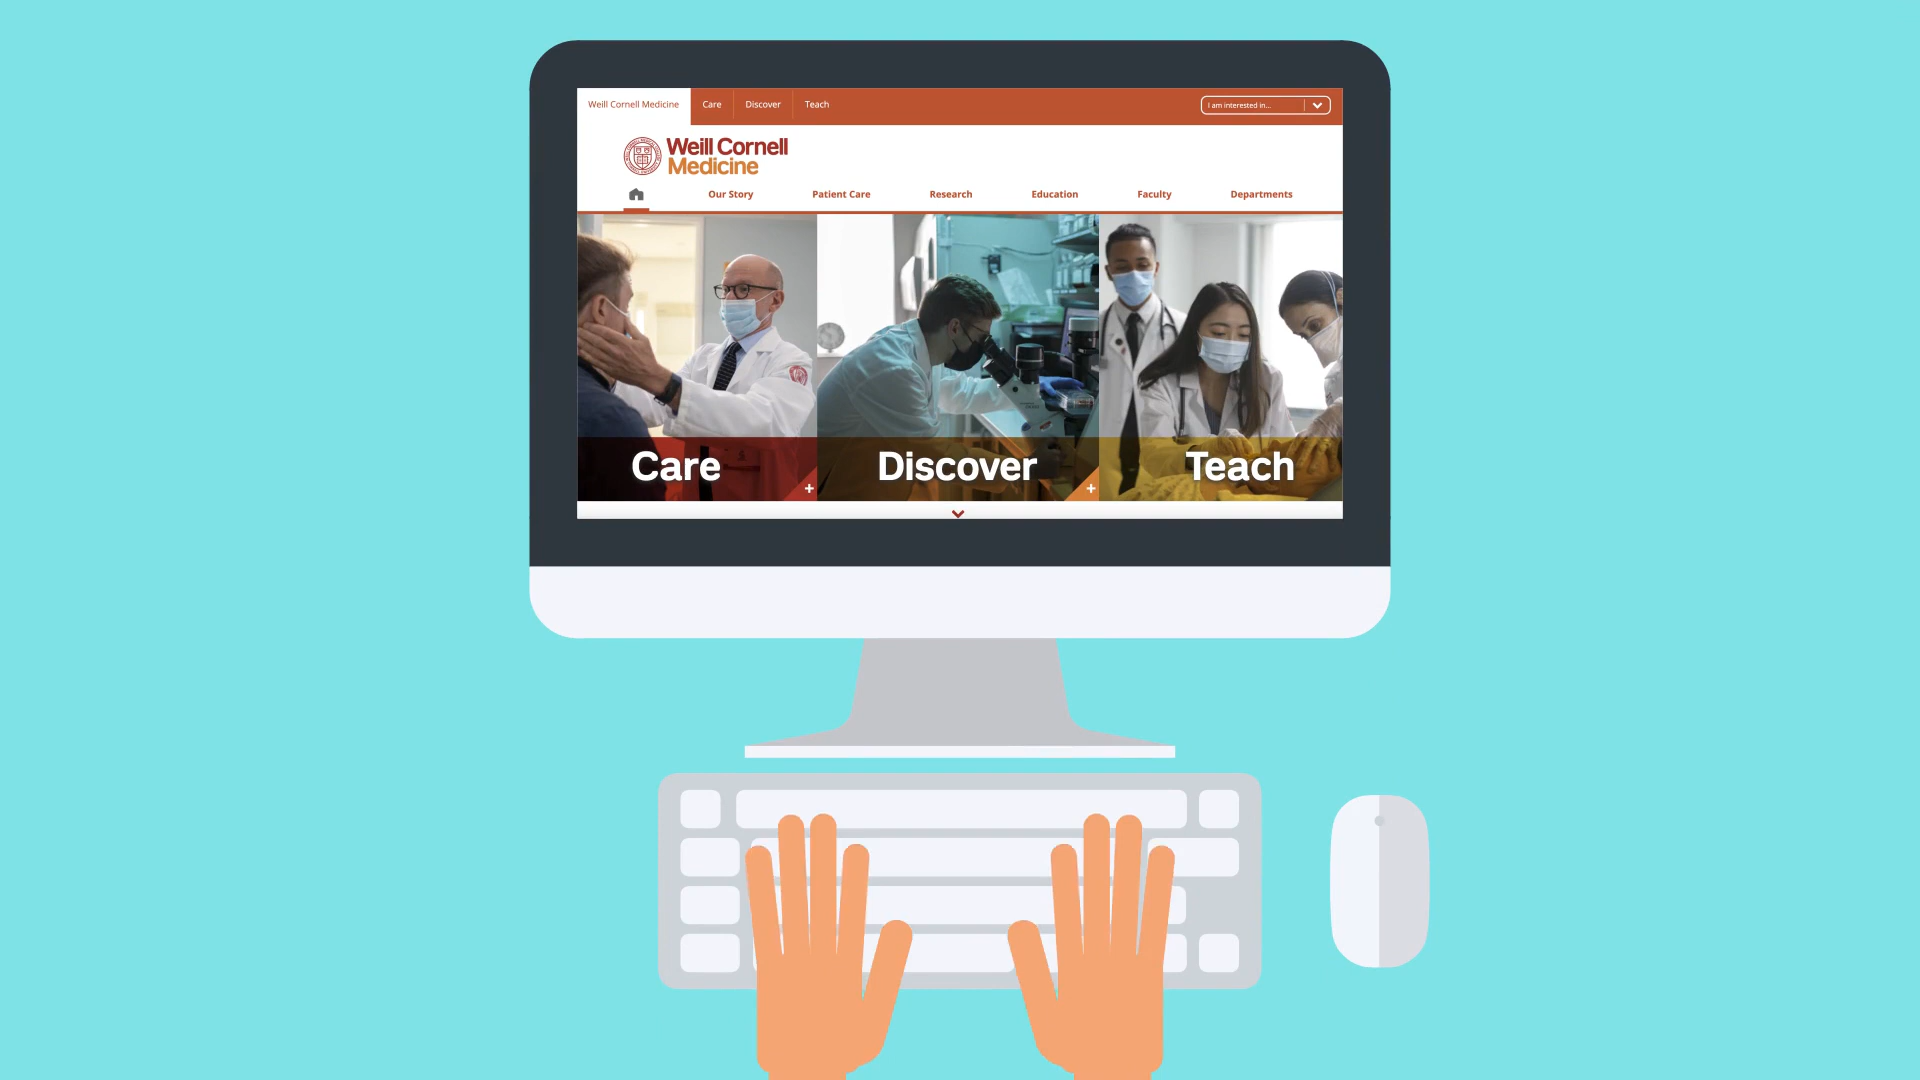 Weill Cornell Medicine
Care
Discover
Teach
I am interested in...
Weill Cornell
Medicine
Our Story
Patient Care
Research
Education
Faculty
Departments
Care
Discover
Teach